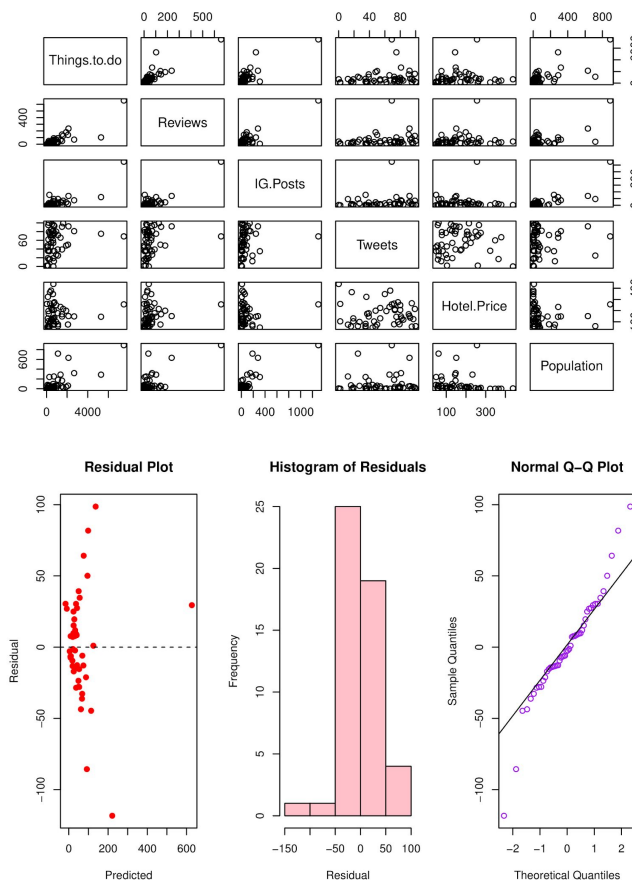 0 200 600 0 40 80 0 400 800
Things.to.do
400
Reviews
0
IG.Posts
60
Tweets
0
Hotel.Price
600
Population
0
0 4000 0 400 1000 100 300
Residual Plot
Residual
100
50
0
−50
−100
0 200 400 600
Predicted
Histogram of Residuals
Frequency
25
20
15
10
5
0
−150 −50 0 50 100
Residual
Normal Q−Q Plot
Sample Quantiles
100
50
0
−50
−100
−2 −1 0 1 2
Theoretical Quantiles